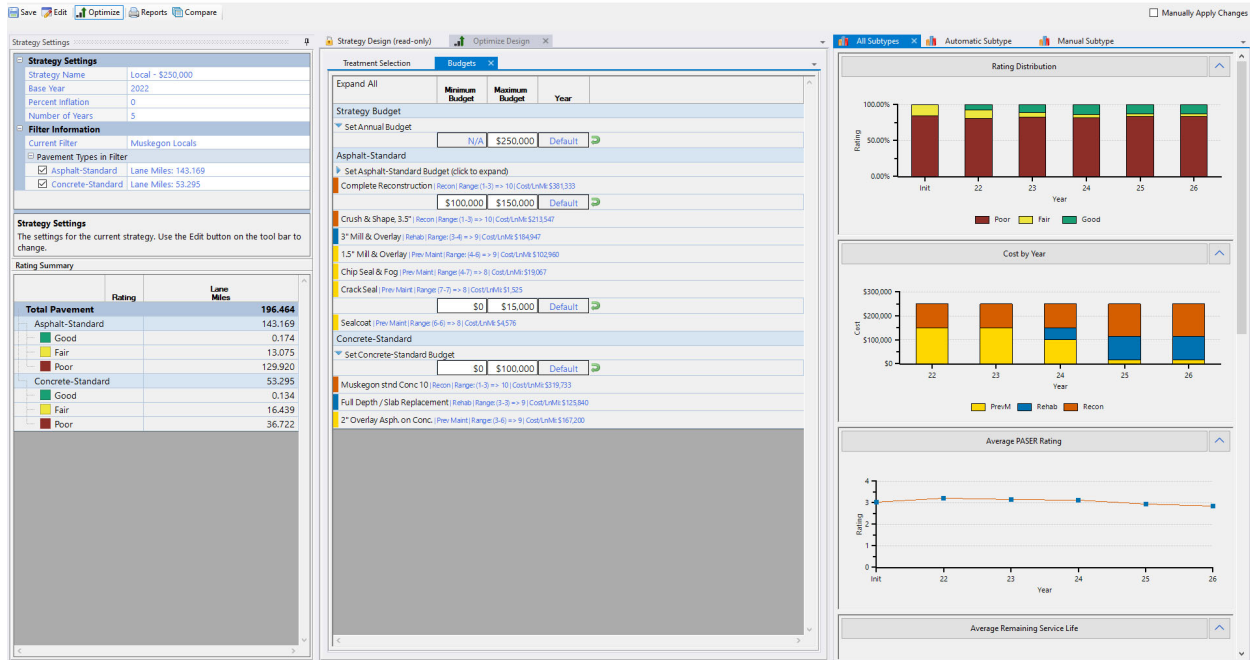 Save Edit Optimize Reports Compare
Manually Apply Changes
Strategy Settings
Strategy Settings
Strategy Name Local - $250,000
Base Year 2022
Percent Inflation 0
Number of Years 5
Filter Information
Current Filter Muskegon Locals
Pavement Types in Filter
Asphalt-Standard Lane Miles: 143.169
Concrete-Standard Lane Miles: 53.295
Strategy Settings
The settings for the current strategy. Use the Edit button on the tool bar to
change.
Rating Summary
Rating Lane Miles
Total Pavement 196.464
Asphalt-Standard 143.169
Good 0.174
Fair 13.075
Poor 129.920
Concrete-Standard 53.295
Good 0.134
Fair 16.439
Poor 36.722
Strategy Design (read-only) Optimize Design
Treatment Selection Budgets
Expand All
Minimum Budget Maximum Budget Year
Strategy Budget
Set Annual Budget
N/A $250,000 Default
Asphalt-Standard
Set Asphalt-Standard Budget (click to expand)
Complete Reconstruction | Recon | Range: (1-3) => 10 | Cost/LnMi: $381,333
$100,000 $150,000 Default
Crush & Shape, 3.5" | Recon | Range: (1-3) => 10 | Cost/LnMi: $213,547
3" Mill & Overlay | Rehab | Range: (3-4) => 9 | Cost/LnMi: $184,947
1.5" Mill & Overlay | Prev Maint | Range: (4-6) => 9 | Cost/LnMi: $102,960
Chip Seal & Fog | Prev Maint | Range: (4-7) => 8 | Cost/LnMi: $19,067
Crack Seal | Prev Maint | Range: (7-7) => 8 | Cost/LnMi: $1,525
$0 $15,000 Default
Sealcoat | Prev Maint | Range: (6-6) => 8 | Cost/LnMi: $4,576
Concrete-Standard
Set Concrete-Standard Budget
$0 $100,000 Default
Muskegon stnd Conc 10 | Recon | Range: (1-3) => 10 | Cost/LnMi: $319,733
Full Depth / Slab Replacement | Rehab | Range: (3-3) => 9 | Cost/LnMi: $125,840
2" Overlay Asph. on Conc. | Prev Maint | Range: (3-6) => 9 | Cost/LnMi: $167,200
All Subtypes Automatic Subtype Manual Subtype
Rating Distribution
100.00%
50.00%
0.00%
Rating
Init 22 23 24 25 26
Year
Poor Fair Good
Cost by Year
$300,000
$200,000
$100,000
$0
Cost
22 23 24 25 26
Year
PrevM Rehab Recon
Average PASER Rating
4
3
2
1
0
Rating
Init 22 23 24 25 26
Year
Average Remaining Service Life